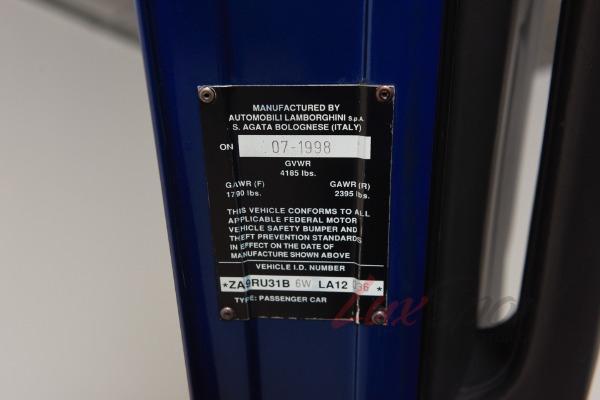 MANUFACTURED BY
AUTOMOBILI LAMBORGHINI S.p.A.
S. AGATA BOLOGNESE (ITALY)
ON 07-1998
GVWR
4185 lbs.
GAWR (F) GAWR (R)
1790 lbs. 2395 lbs.
THIS VEHICLE CONFORMS TO ALL
APPLICABLE FEDERAL MOTOR
VEHICLE SAFETY BUMPER AND
THEFT PREVENTION STANDARDS
IN EFFECT ON THE DATE OF
MANUFACTURE SHOWN ABOVE
VEHICLE I.D. NUMBER
*ZA9RU31B 6W LA12 *
TYPE: PASSENGER CAR